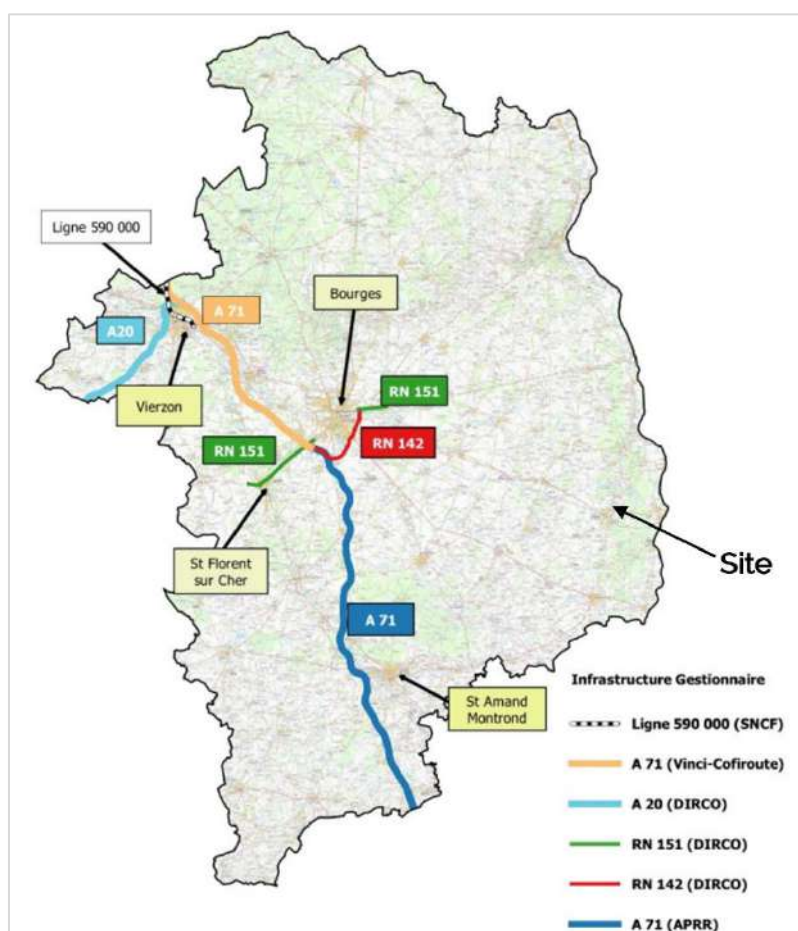 Ligne 590 000
Bourges
A 71
A20
Vierzon
RN 151
RN 151
RN 142
Site
St Florent
sur Cher
A 71
St Amand
Montrond
Infrastructure Gestionnaire
Ligne 590 000 (SNCF)
A 71 (Vinci-Cofiroute)
A 20 (DIRCO)
RN 151 (DIRCO)
RN 142 (DIRCO)
A 71 (APRR)